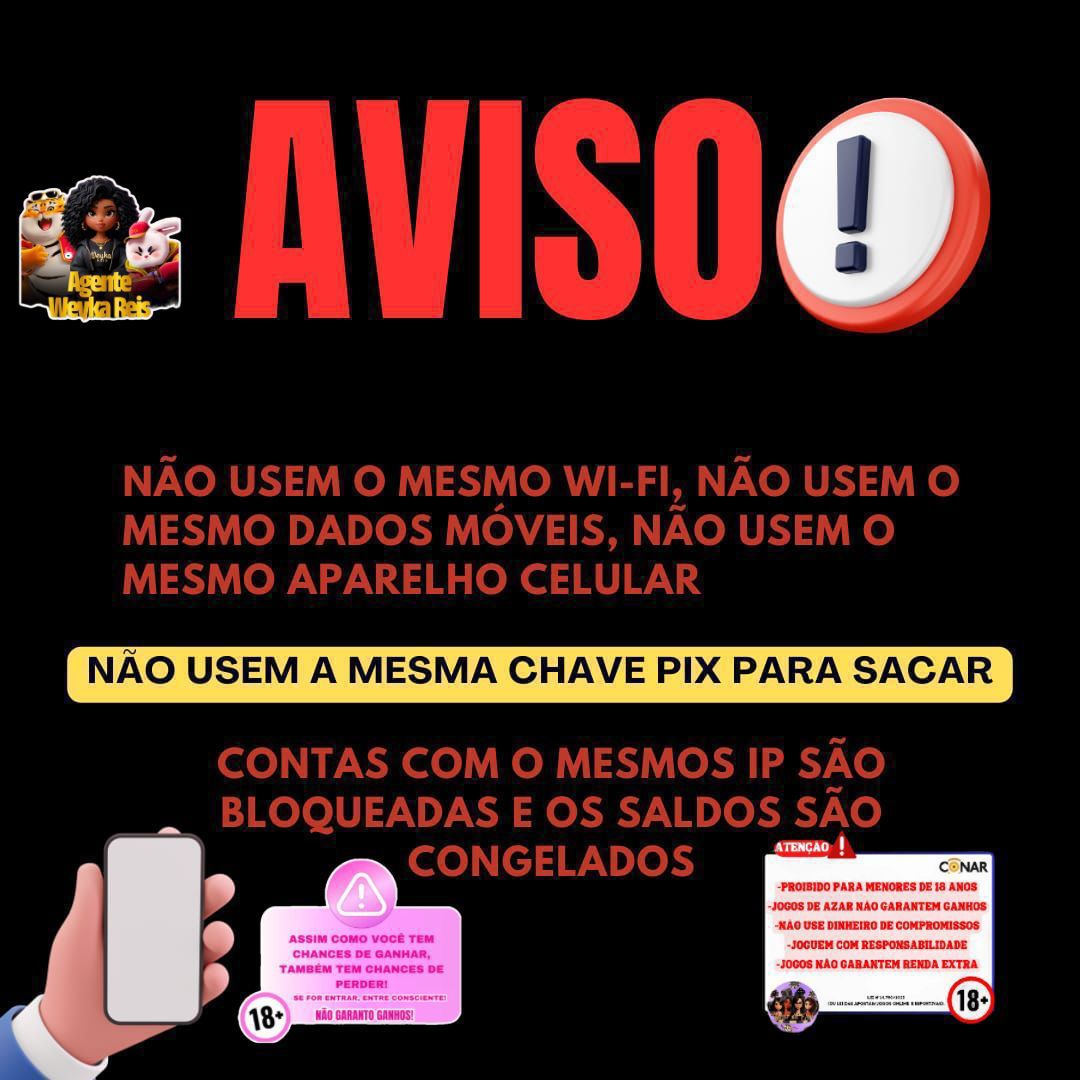 AVISO!
Agente
Weyka Reis
NÃO USEM O MESMO WI-FI, NÃO USEM O
MESMO DADOS MÓVEIS, NÃO USEM O
MESMO APARELHO CELULAR
NÃO USEM A MESMA CHAVE PIX PARA SACAR
CONTAS COM O MESMOS IP SÃO
BLOQUEADAS E OS SALDOS SÃO
CONGELADOS
ASSIM COMO VOCÊ TEM
CHANCES DE GANHAR,
TAMBÉM TEM CHANCES DE
PERDER!
SE FOR ENTRAR, ENTRE CONSCIENTE!
NÃO GARANTO GANHOS!
18+
ATENÇÃO!
CONAR
-PROIBIDO PARA MENORES DE 18 ANOS
-JOGOS DE AZAR NÃO GARANTEM GANHOS
-NÃO USE DINHEIRO DE COMPROMISSOS
-JOGUEM COM RESPONSABILIDADE
-JOGOS NÃO GARANTEM RENDA EXTRA
18+